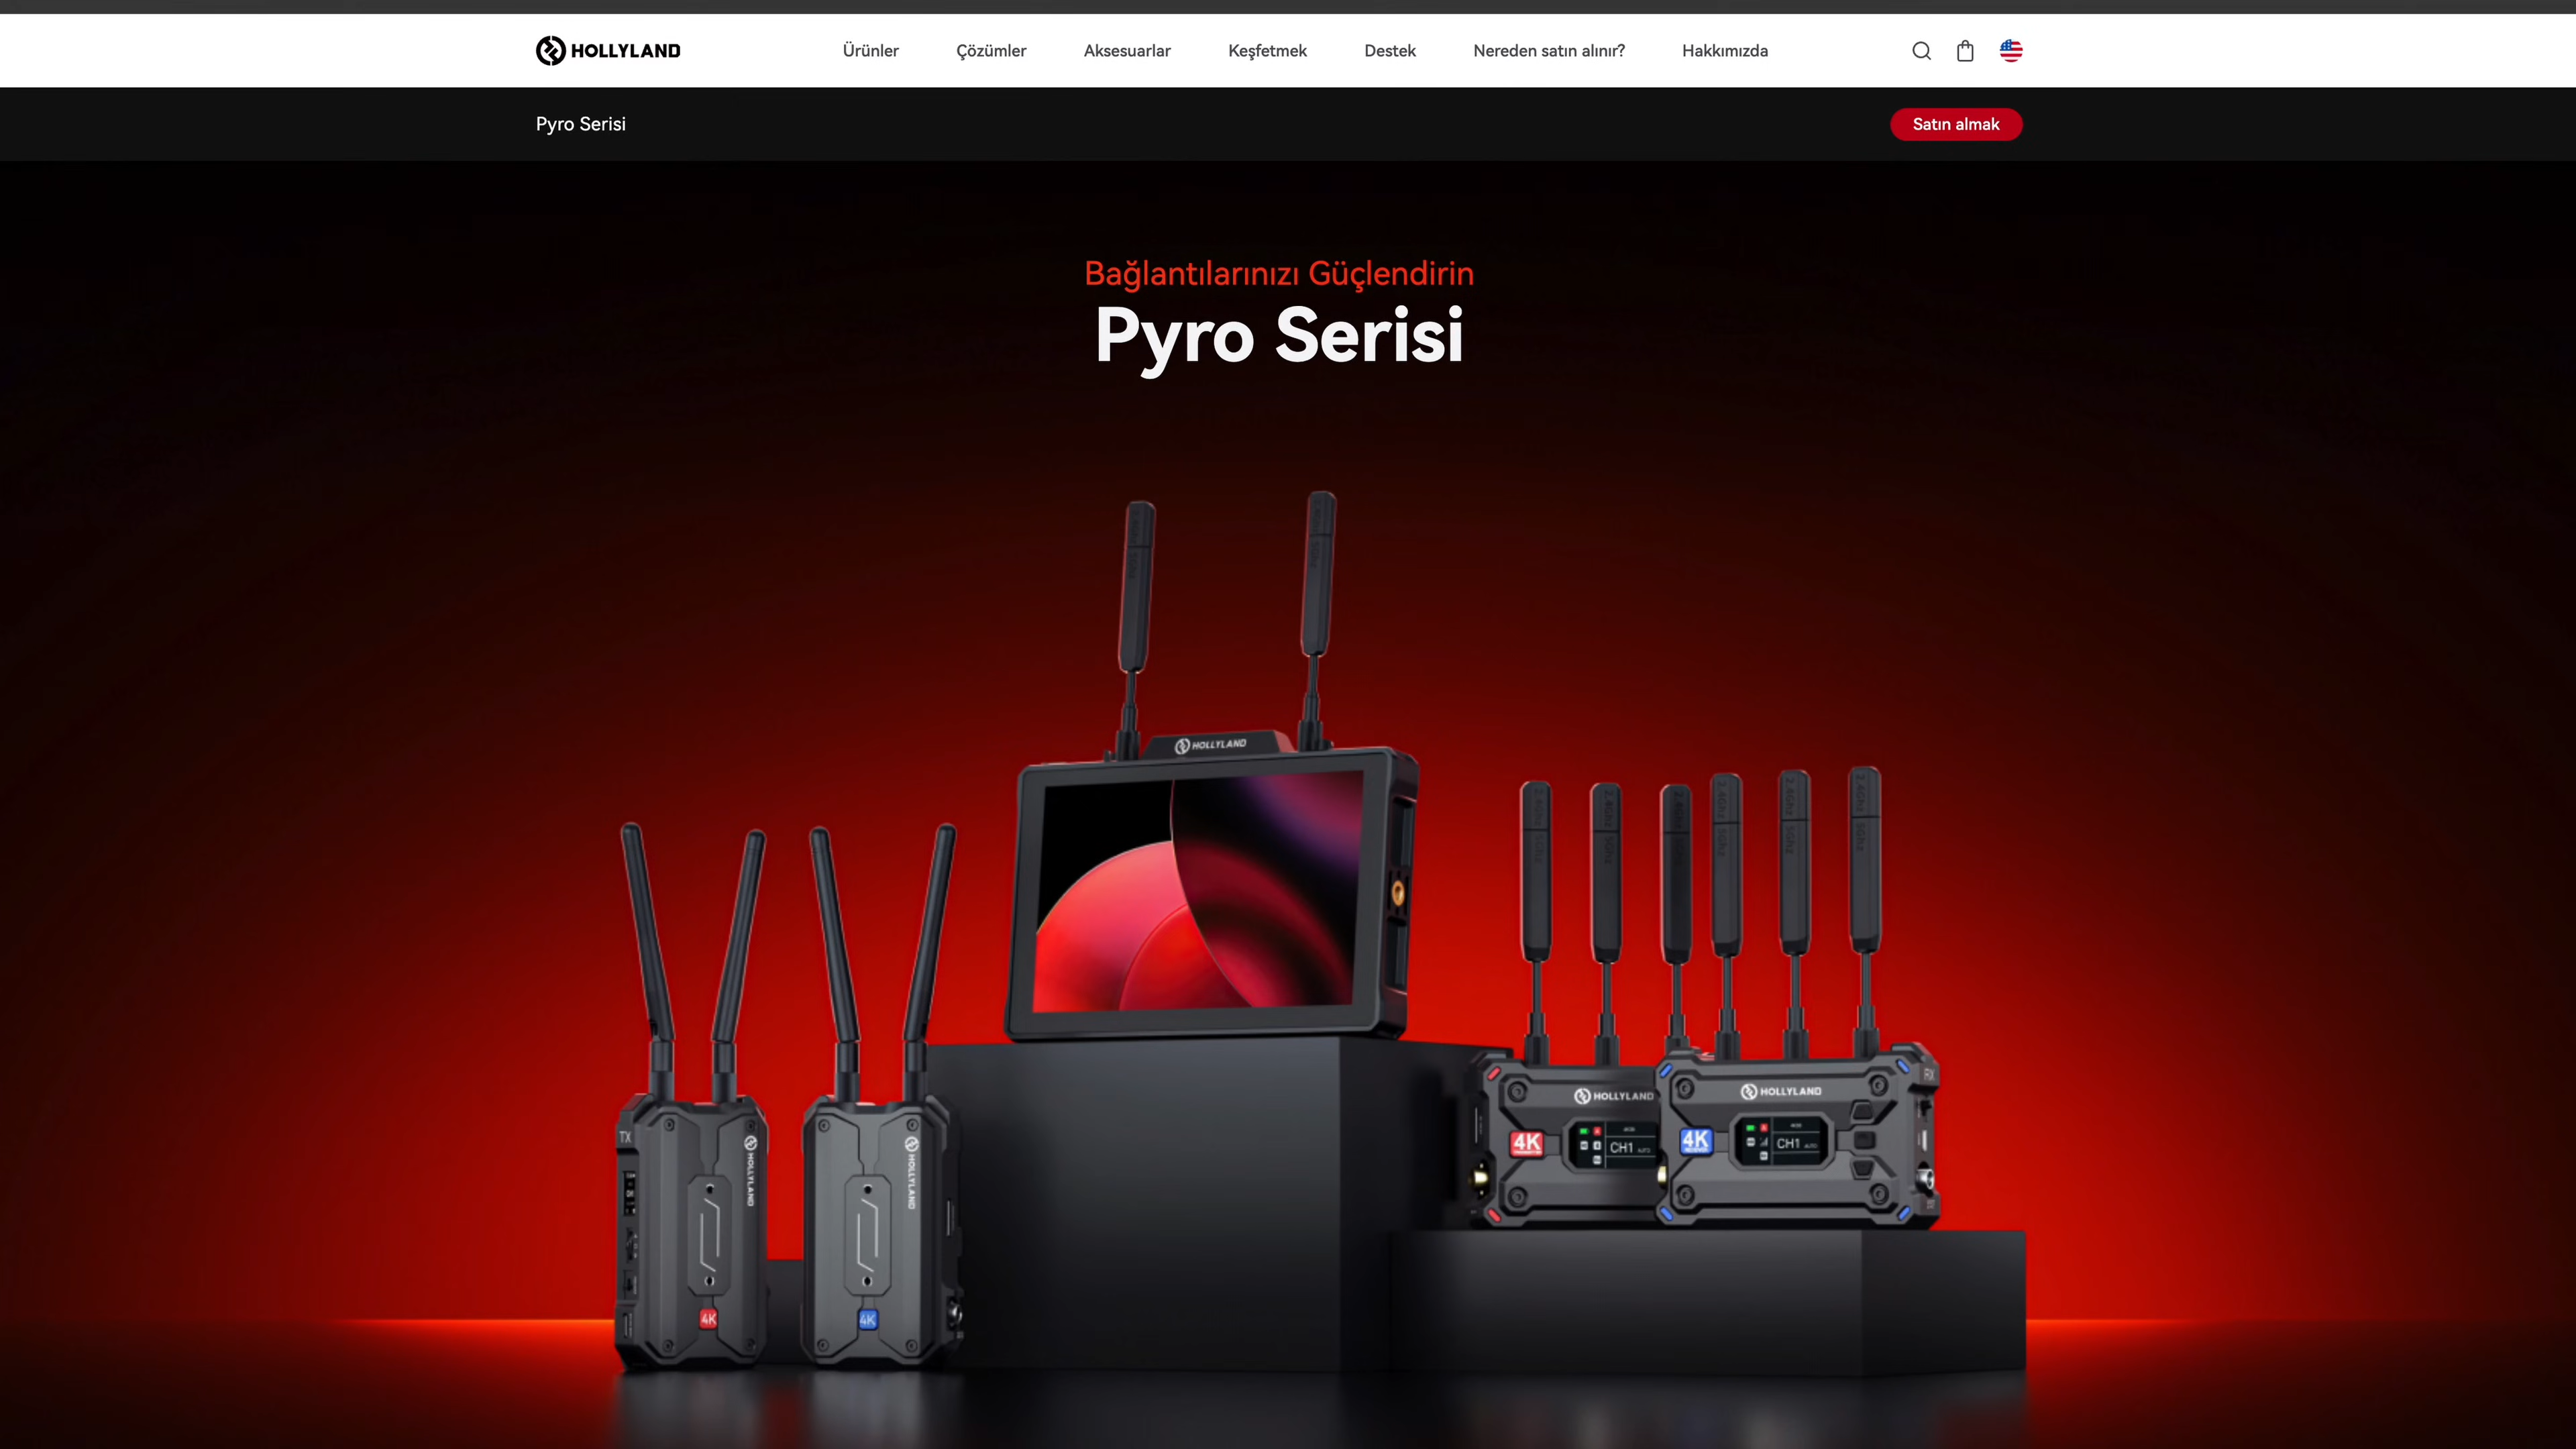 HOLLYLAND
Ürünler Çözümler Aksesuarlar Keşfetmek Destek Nereden satın alınır? Hakkımızda
Pyro Serisi
Satın almak
Bağlantılarınızı Güçlendirin
Pyro Serisi
HOLLYLAND
TX
HOLLYLAND
4K
HOLLYLAND
4K
HOLLYLAND
4K
CH1
HOLLYLAND
4K
CH1
RX